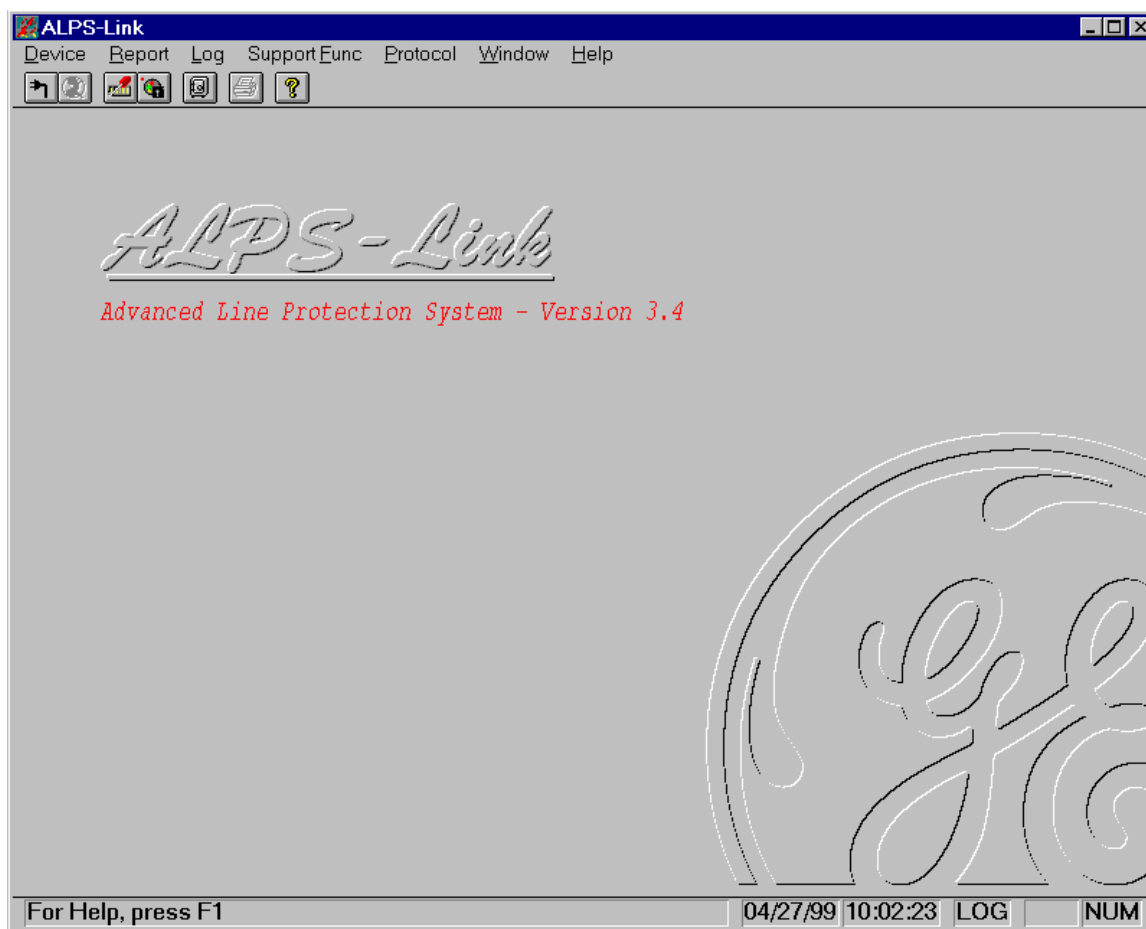 ALPS-Link
Device Report Log Support Func Protocol Window Help
ALPS-Link
Advanced Line Protection System - Version 3.4
GE
For Help, press F1 04/27/99 10:02:23 LOG NUM